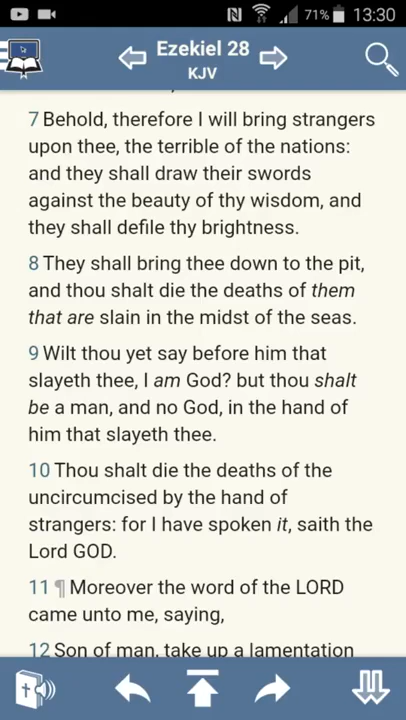 71% 13:30
Ezekiel 28
KJV
7 Behold, therefore I will bring strangers
upon thee, the terrible of the nations:
and they shall draw their swords
against the beauty of thy wisdom, and
they shall defile thy brightness.
8 They shall bring thee down to the pit,
and thou shalt die the deaths of them
that are slain in the midst of the seas.
9 Wilt thou yet say before him that
slayeth thee, I am God? but thou shalt
be a man, and no God, in the hand of
him that slayeth thee.
10 Thou shalt die the deaths of the
uncircumcised by the hand of
strangers: for I have spoken it, saith the
Lord GOD.
11 ¶ Moreover the word of the LORD
came unto me, saying,
12 Son of man, take up a lamentation